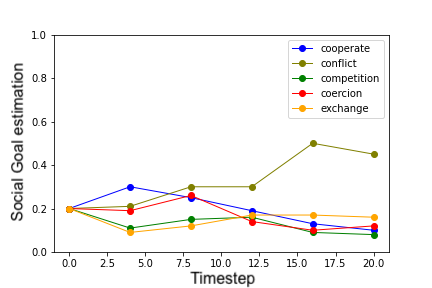 1.0
0.8
0.6
0.4
0.2
0.0
Social Goal estimation
cooperate
conflict
competition
coercion
exchange
0.0 2.5 5.0 7.5 10.0 12.5 15.0 17.5 20.0
Timestep